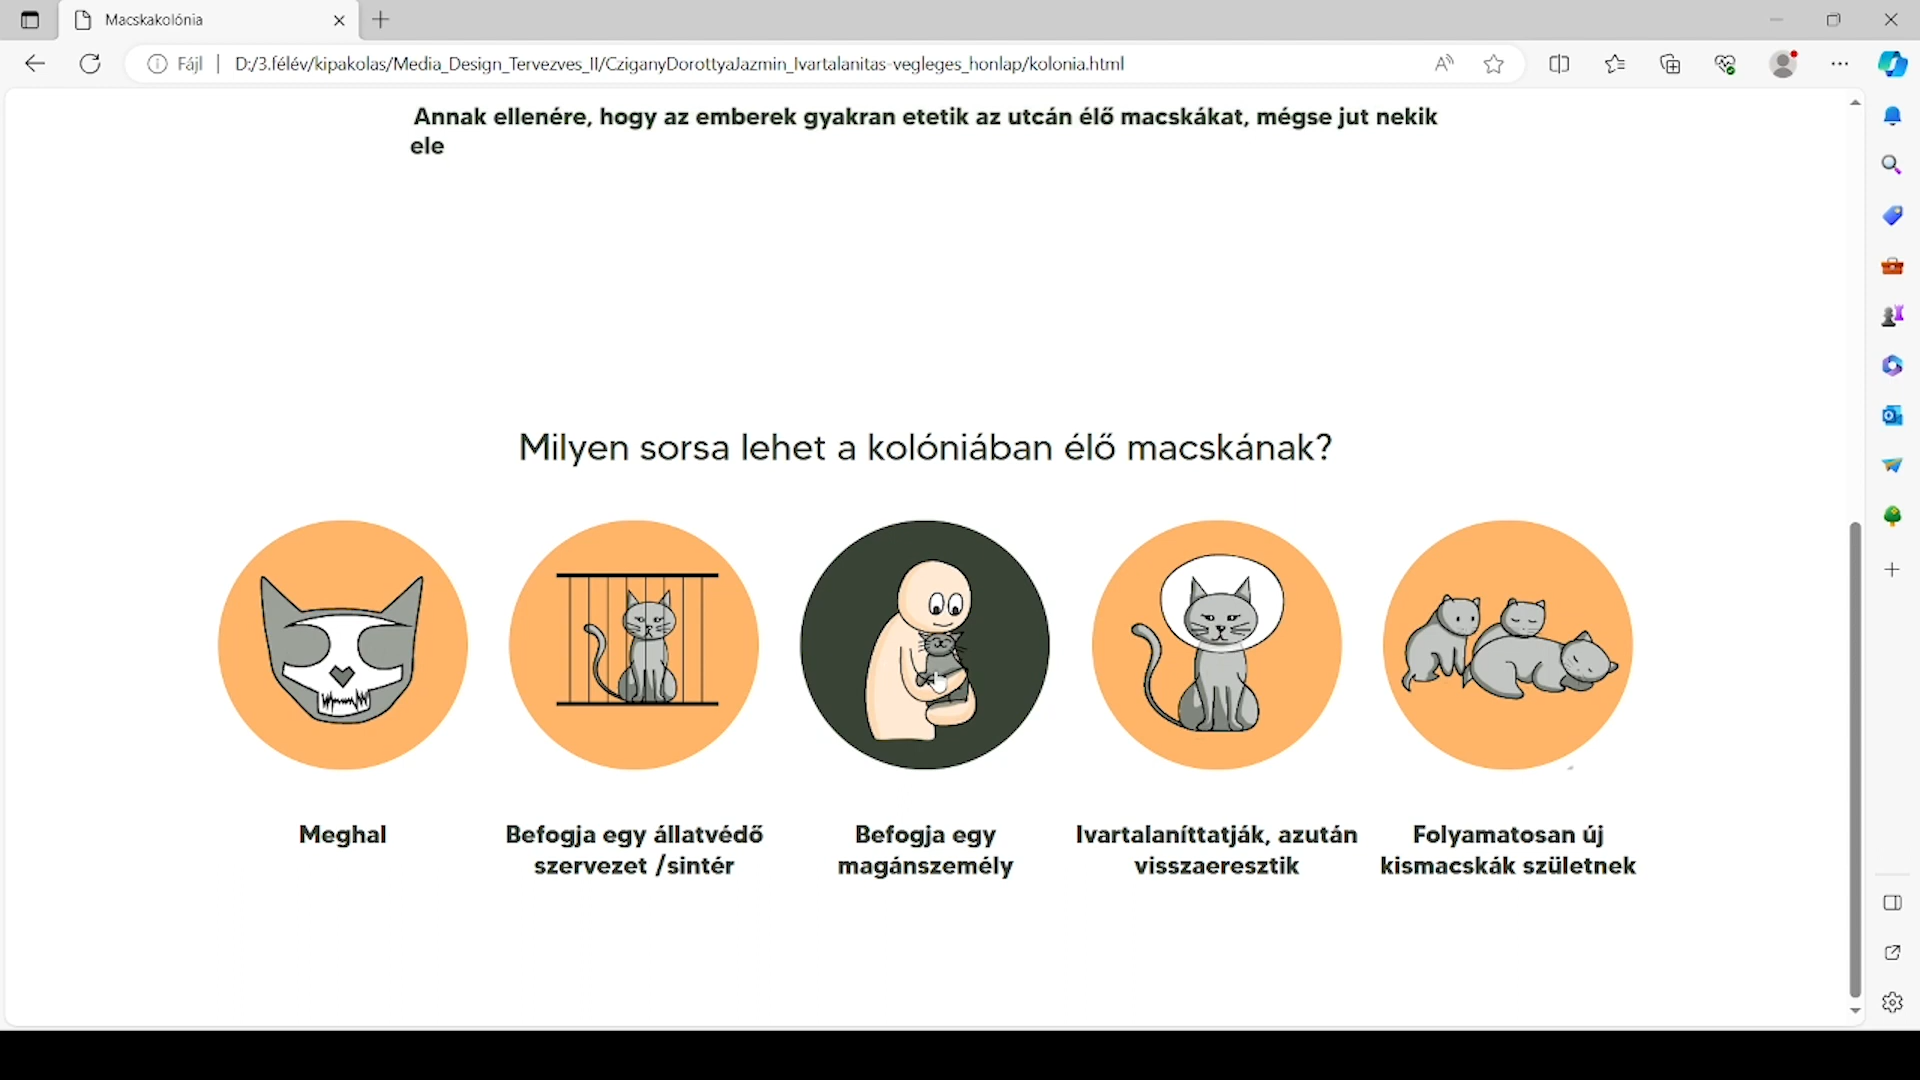 Macskakolónia
Fájl
D:/3.félév/kipakolas/Media_Design_Tervezves_II/CziganyDorottyaJazmin_Ivartalanitas-vegleges_honlap/kolonia.html
Annak ellenére, hogy az emberek gyakran etetik az utcán élő macskákat, mégse jut nekik
ele
Milyen sorsa lehet a kolóniában élő macskának?
Meghal
Befogja egy állatvédő
szervezet /sintér
Befogja egy
magánszemély
Ivartalaníttatják, azután
visszaeresztik
Folyamatosan új
kismacskák születnek